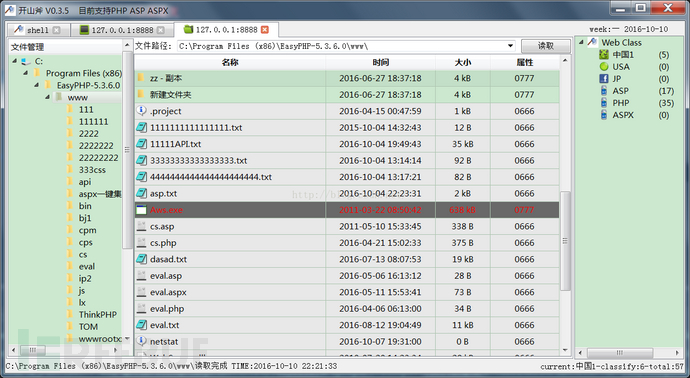 开山斧 V0.3.5 目前支持PHP ASP ASPX
shell
127.0.0.1:8888
127.0.0.1:8888
week:一 2016-10-10
文件管理
C:
Program Files (x86)
EasyPHP-5.3.6.0
www
111
111111
2222
2222222
22222222
333css
api
aspx一键集
bin
bj1
cpm
cps
cs
eval
ip2
js
lx
ThinkPHP
TOM
wwwrootxx
文件路径: C:\Program Files (x86)\EasyPHP-5.3.6.0\www\ 读取
名称 时间 大小 属性
zz - 副本 2016-06-27 18:37:18 4 kB 0777
新建文件夹 2016-06-27 18:37:18 4 kB 0777
.project 2016-04-15 00:47:59 1 kB 0666
1111111111111111.txt 2015-10-04 14:32:43 12 B 0666
11111API.txt 2016-10-04 19:49:43 35 kB 0666
33333333333333333.txt 2016-10-04 13:14:14 92 B 0666
4444444444444444444444.txt 2016-10-04 13:17:21 82 B 0666
asp.txt 2016-10-04 22:23:31 2 kB 0666
Aws.exe 2011-03-22 08:50:42 638 kB 0777
cs.asp 2011-05-10 15:33:45 338 B 0666
cs.php 2016-04-21 15:02:33 375 B 0666
dasad.txt 2016-07-13 08:07:53 19 kB 0666
eval.asp 2016-05-06 16:13:12 28 B 0666
eval.aspx 2016-05-11 15:53:41 73 B 0666
eval.php 2016-04-06 06:13:00 34 B 0666
eval.txt 2016-08-12 19:04:49 11 kB 0666
netstat 2016-10-07 19:31:00 0 B 0666
Web Class
中国1 (5)
USA (0)
JP (0)
ASP (17)
PHP (35)
ASPX (0)
C:\Program Files (x86)\EasyPHP-5.3.6.0\www\读取完成 TIME:2016-10-10 22:21:33
current:中国1-classify:6-total:57